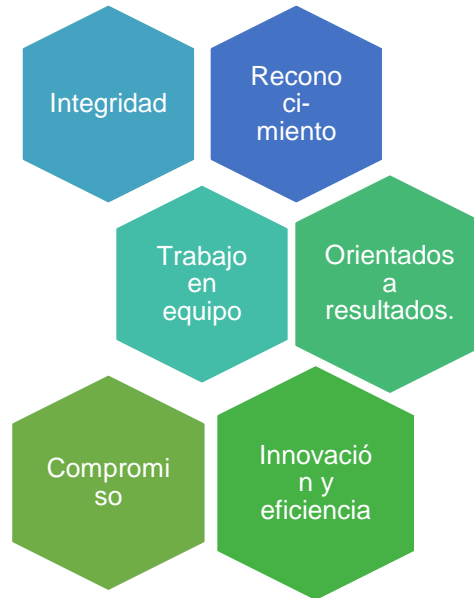 Integridad
Recono
ci-
miento
Trabajo
en
equipo
Orientados
a
resultados.
Compromi
so
Innovació
n y
eficiencia